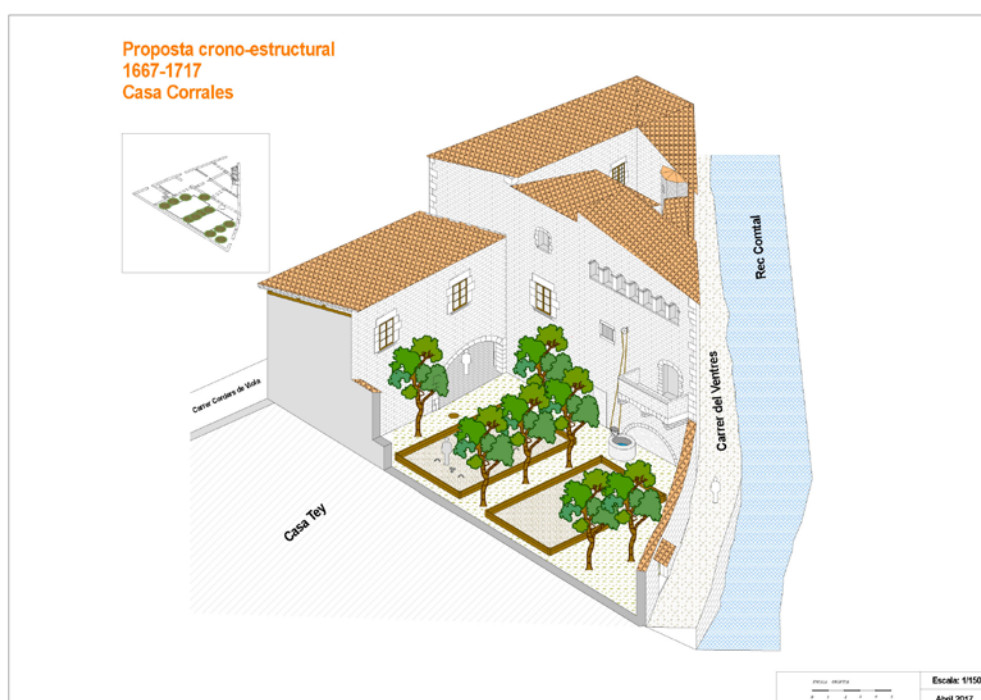 Proposta crono-estructural
1667-1717
Casa Corrales
Rec Comtal
Carrer del Ventres
Carrer Corders de Viola
Casa Tey
Escala: 1/150
Abril 2017